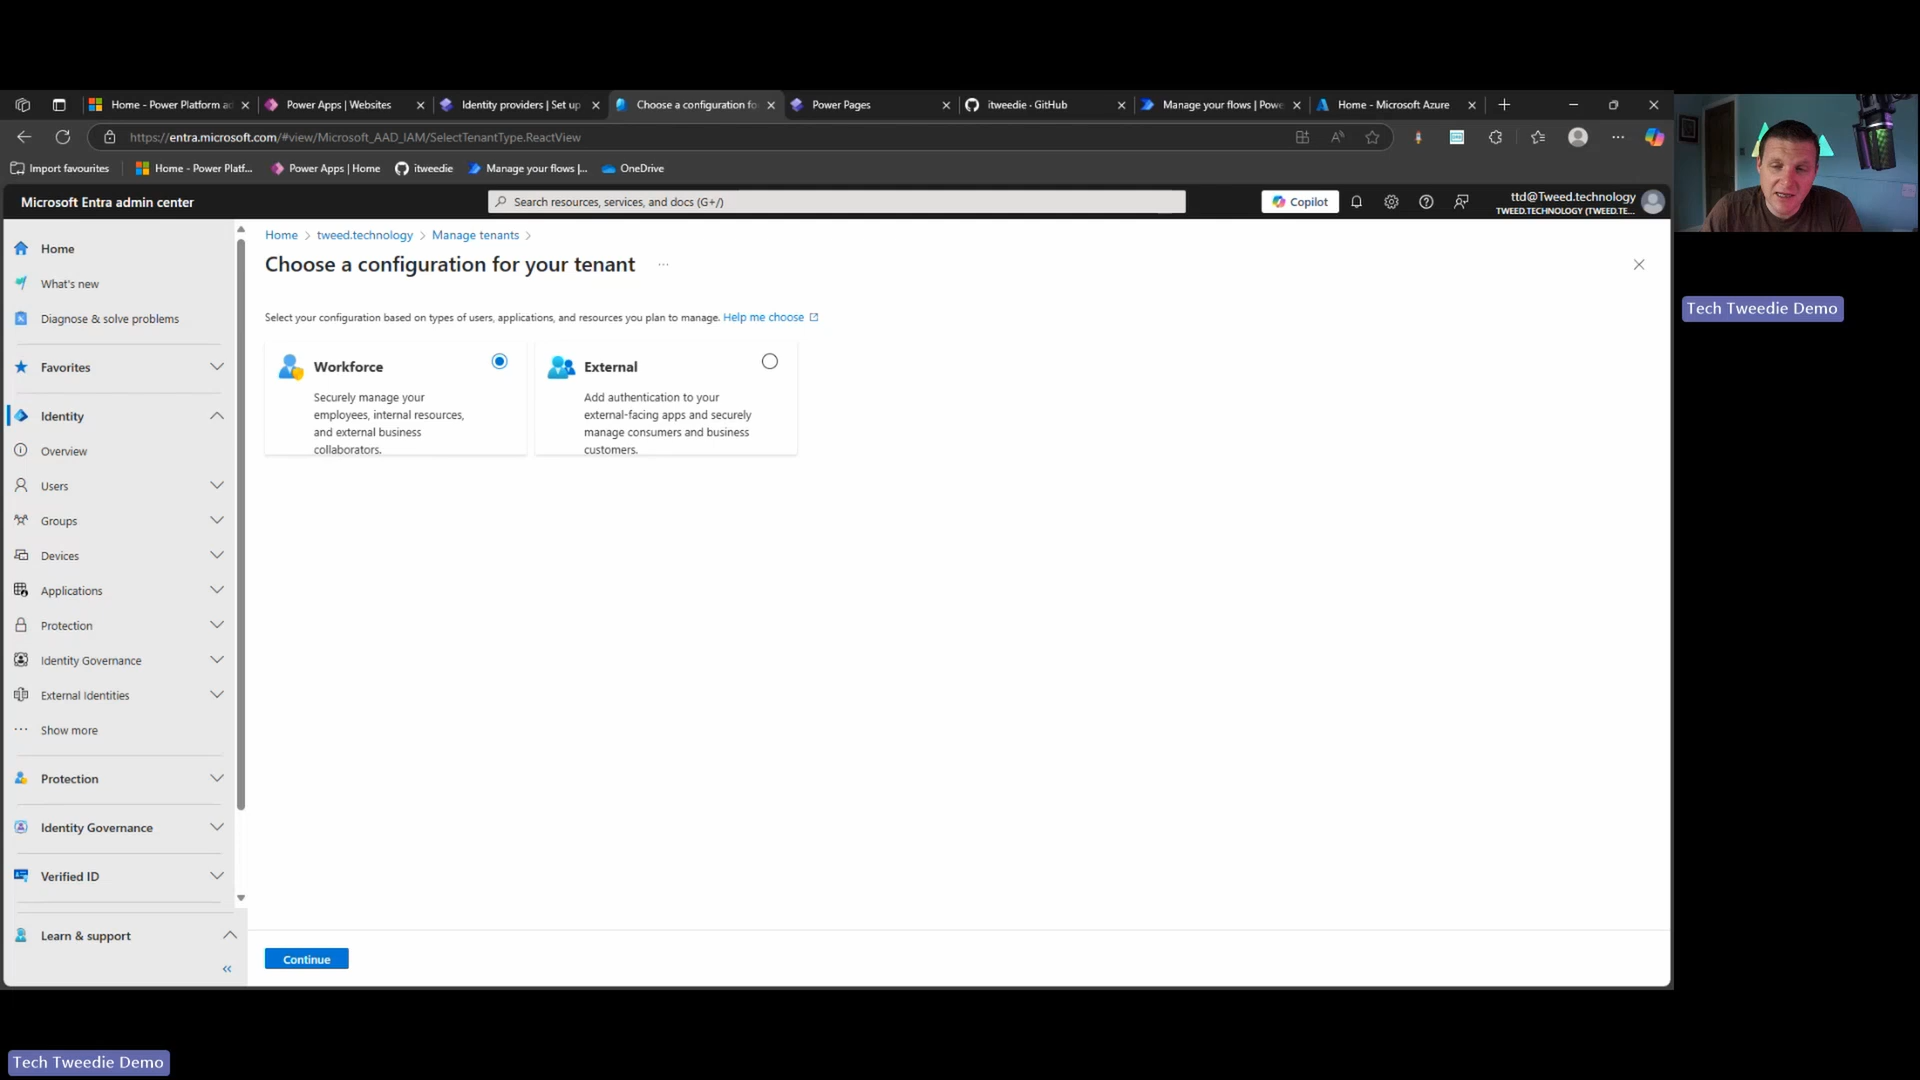 Home - Power Platform ad
Power Apps | Websites
Identity providers | Set up
Choose a configuration fo
Power Pages
itweedie · GitHub
Manage your flows | Powe
Home - Microsoft Azure
https://entra.microsoft.com/#view/Microsoft_AAD_IAM/SelectTenantType.ReactView
Import favourites
Home - Power Platf...
Power Apps | Home
itweedie
Manage your flows |...
OneDrive
Microsoft Entra admin center
Search resources, services, and docs (G+/)
Copilot
ttd@Tweed.technology
TWEED.TECHNOLOGY (TWEED.TE...
Home
What's new
Diagnose & solve problems
Favorites
Identity
Overview
Users
Groups
Devices
Applications
Protection
Identity Governance
External Identities
Show more
Protection
Identity Governance
Verified ID
Learn & support
Home > tweed.technology > Manage tenants >
Choose a configuration for your tenant ...
Select your configuration based on types of users, applications, and resources you plan to manage. Help me choose
Workforce
Securely manage your
employees, internal resources,
and external business
collaborators.
External
Add authentication to your
external-facing apps and securely
manage consumers and business
customers.
Continue
Tech Tweedie Demo
Tech Tweedie Demo